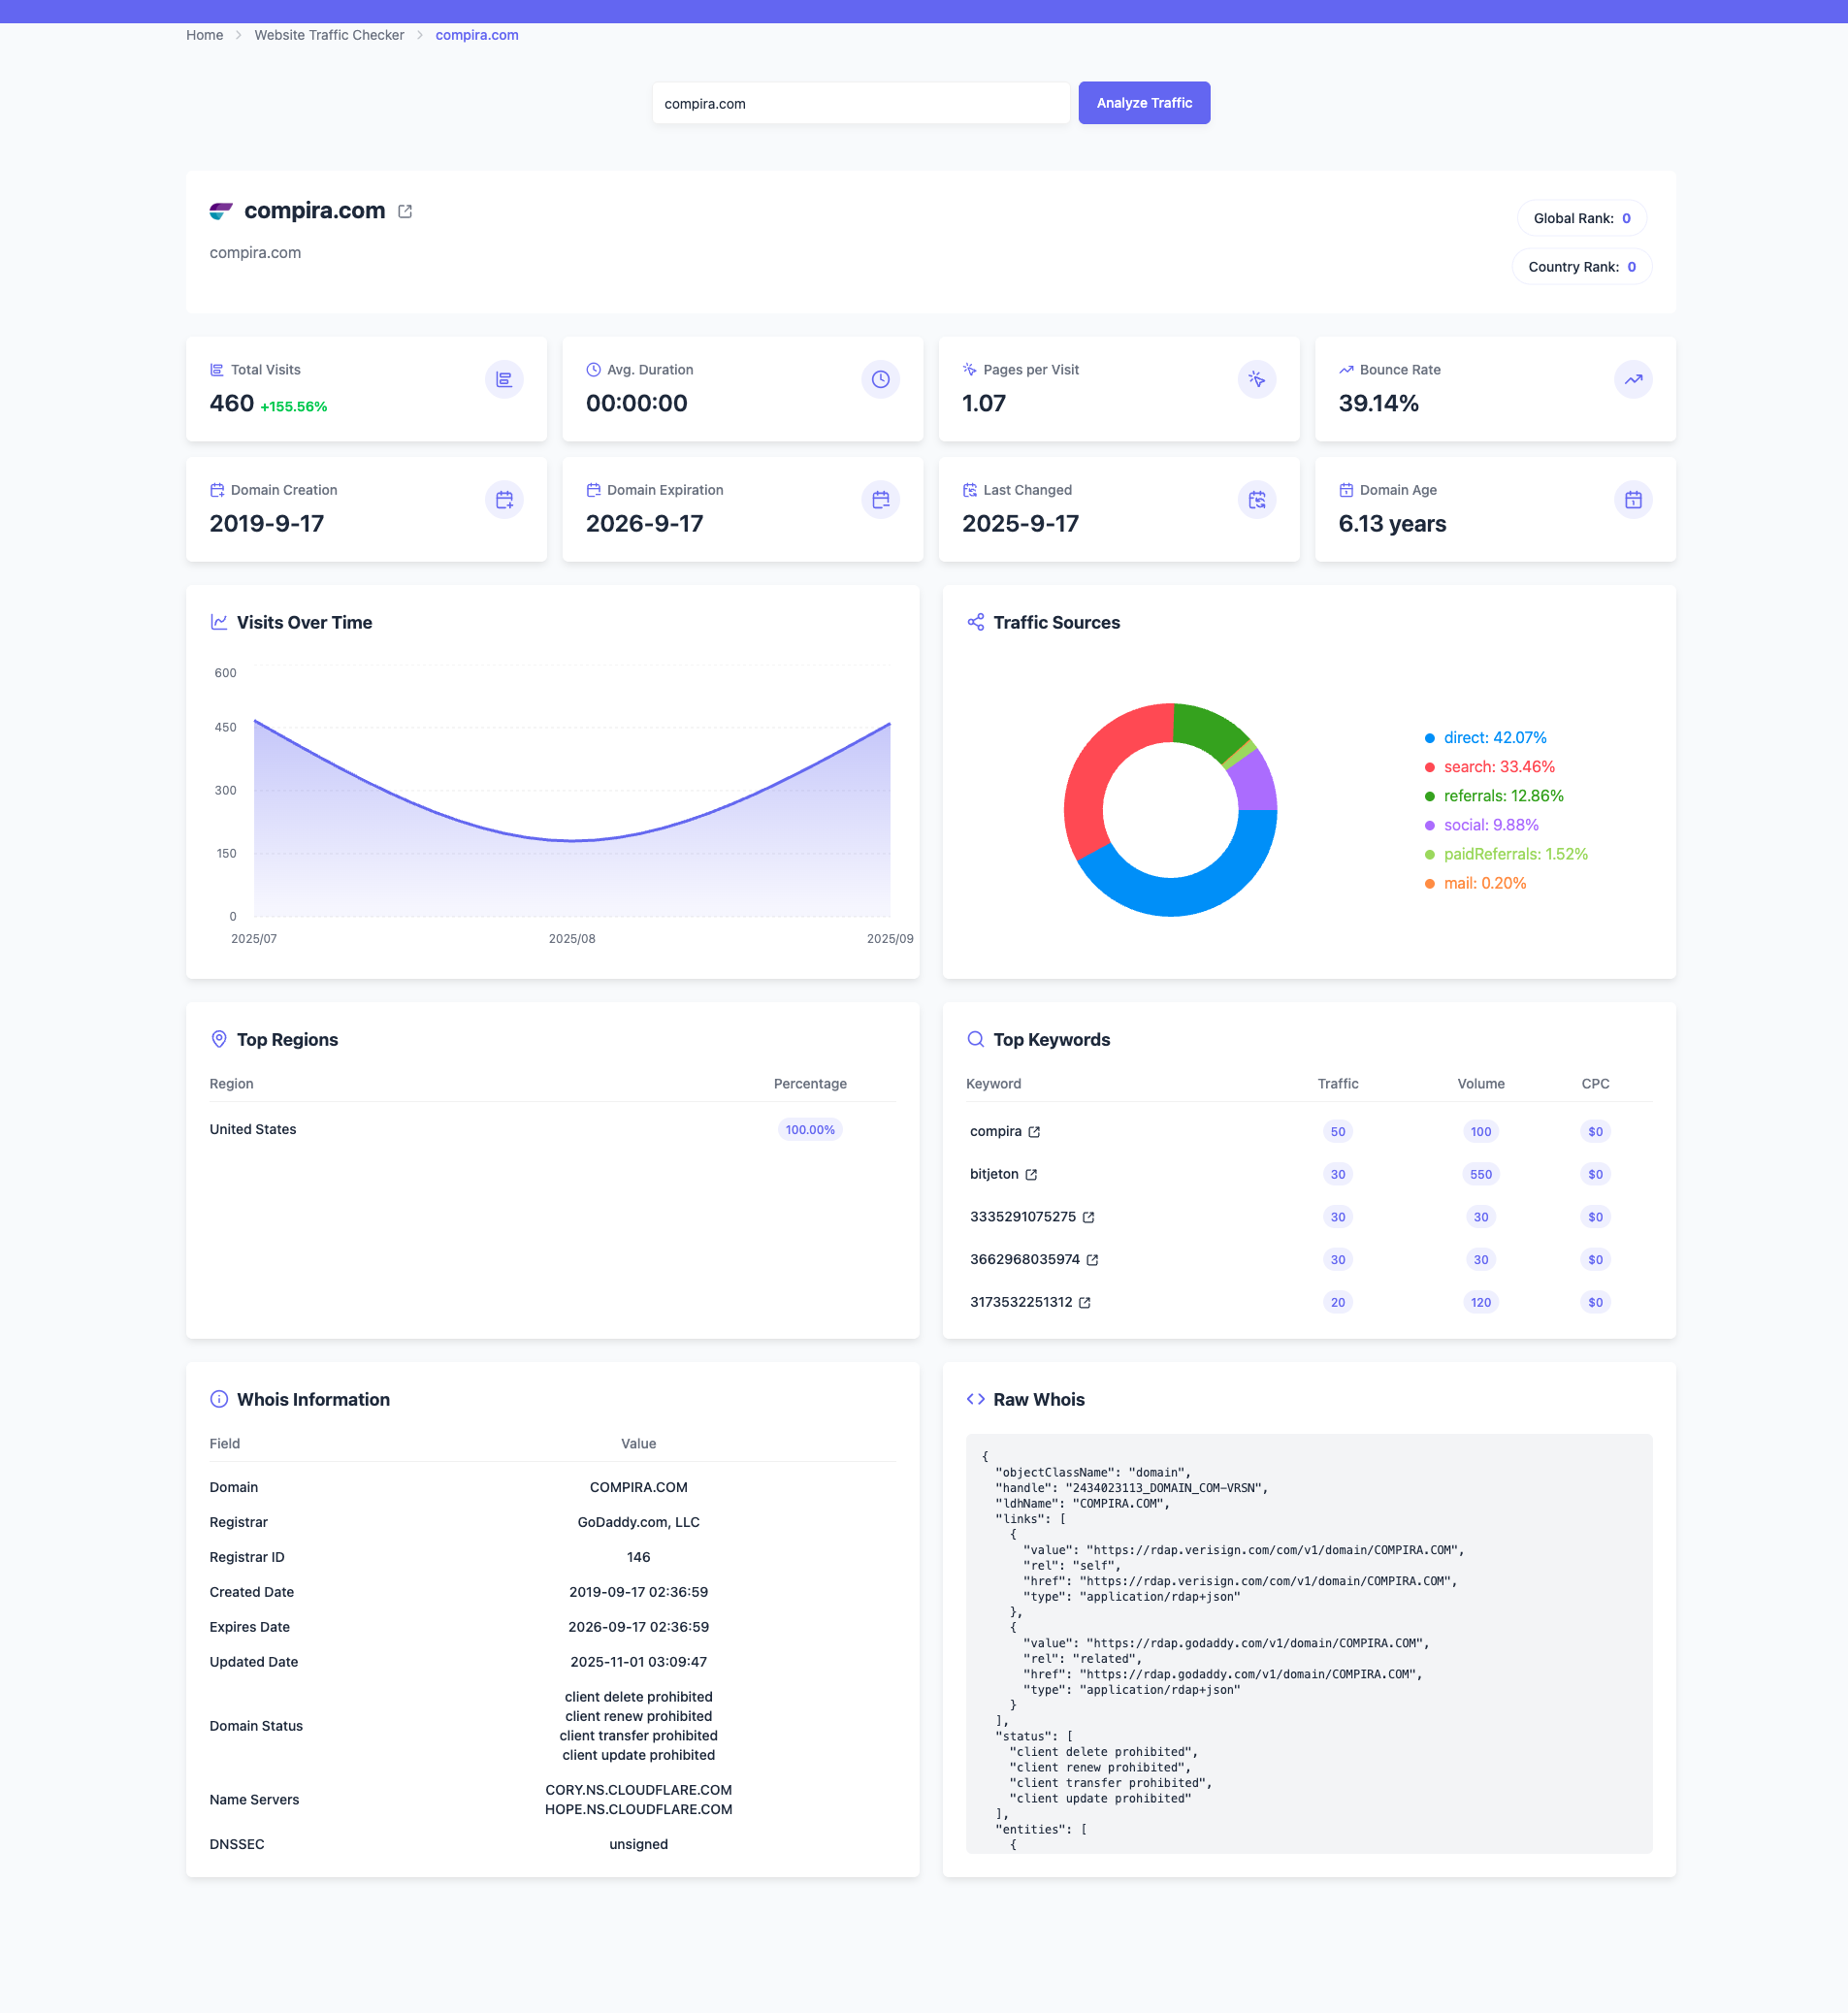 Home > Website Traffic Checker > compira.com
compira.com
Analyze Traffic
compira.com
compira.com
Global Rank: 0
Country Rank: 0
Total Visits
460 +155.56%
Avg. Duration
00:00:00
Pages per Visit
1.07
Bounce Rate
39.14%
Domain Creation
2019-9-17
Domain Expiration
2026-9-17
Last Changed
2025-9-17
Domain Age
6.13 years
Visits Over Time
600
450
300
150
0
2025/07 2025/08 2025/09
Traffic Sources
direct: 42.07%
search: 33.46%
referrals: 12.86%
social: 9.88%
paidReferrals: 1.52%
mail: 0.20%
Top Regions
Region Percentage
United States 100.00%
Top Keywords
Keyword Traffic Volume CPC
compira 50 100 $0
bitjeton 30 550 $0
3335291075275 30 30 $0
3662968035974 30 30 $0
3173532251312 20 120 $0
Whois Information
Field Value
Domain COMPIRA.COM
Registrar GoDaddy.com, LLC
Registrar ID 146
Created Date 2019-09-17 02:36:59
Expires Date 2026-09-17 02:36:59
Updated Date 2025-11-01 03:09:47
Domain Status
client delete prohibited
client renew prohibited
client transfer prohibited
client update prohibited
Name Servers
CORY.NS.CLOUDFLARE.COM
HOPE.NS.CLOUDFLARE.COM
DNSSEC unsigned
Raw Whois
{
"objectClassName": "domain",
"handle": "2434023113_DOMAIN_COM-VRSN",
"ldhName": "COMPIRA.COM",
"links": [
{
"value": "https://rdap.verisign.com/com/v1/domain/COMPIRA.COM",
"rel": "self",
"href": "https://rdap.verisign.com/com/v1/domain/COMPIRA.COM",
"type": "application/rdap+json"
},
{
"value": "https://rdap.godaddy.com/v1/domain/COMPIRA.COM",
"rel": "related",
"href": "https://rdap.godaddy.com/v1/domain/COMPIRA.COM",
"type": "application/rdap+json"
}
],
"status": [
"client delete prohibited",
"client renew prohibited",
"client transfer prohibited",
"client update prohibited"
],
"entities": [
{